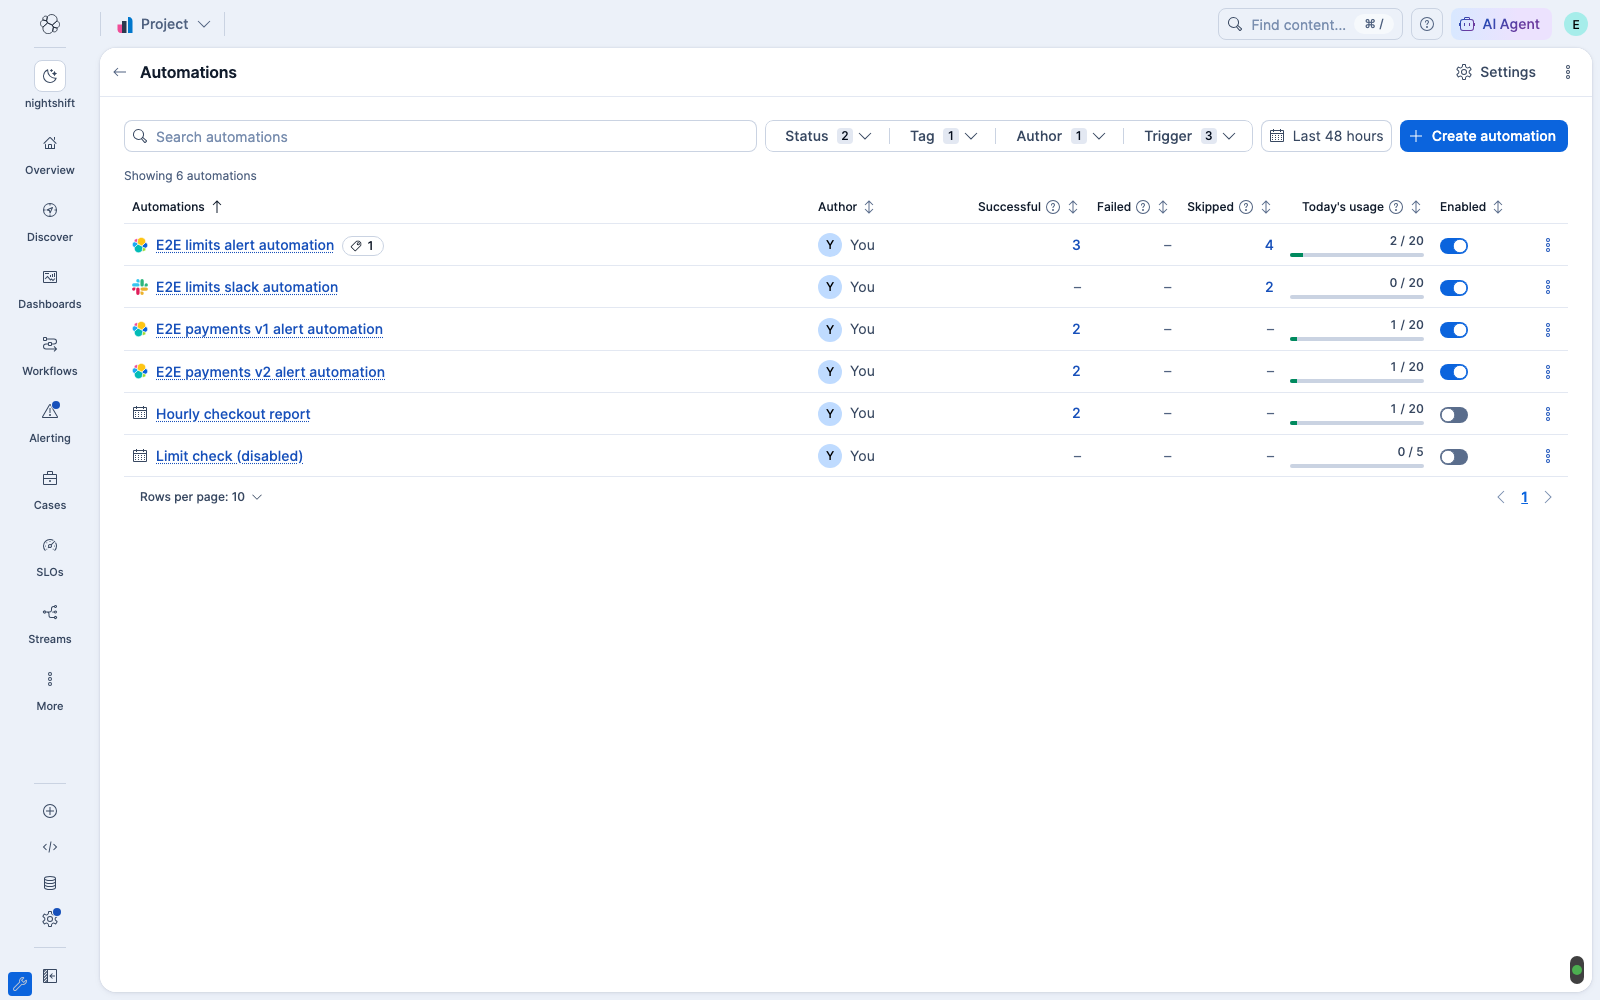 Project
Find content... ⌘ /
AI Agent
E
nightshift
Overview
Discover
Dashboards
Workflows
Alerting
Cases
SLOs
Streams
More
Automations
Settings
Search automations
Status 2
Tag 1
Author 1
Trigger 3
Last 48 hours
Create automation
Showing 6 automations
Automations Author Successful Failed Skipped Today's usage Enabled
E2E limits alert automation 1 Y You 3 – 4 2 / 20
E2E limits slack automation Y You – – 2 0 / 20
E2E payments v1 alert automation Y You 2 – – 1 / 20
E2E payments v2 alert automation Y You 2 – – 1 / 20
Hourly checkout report Y You 2 – – 1 / 20
Limit check (disabled) Y You – – – 0 / 5
Rows per page: 10
1